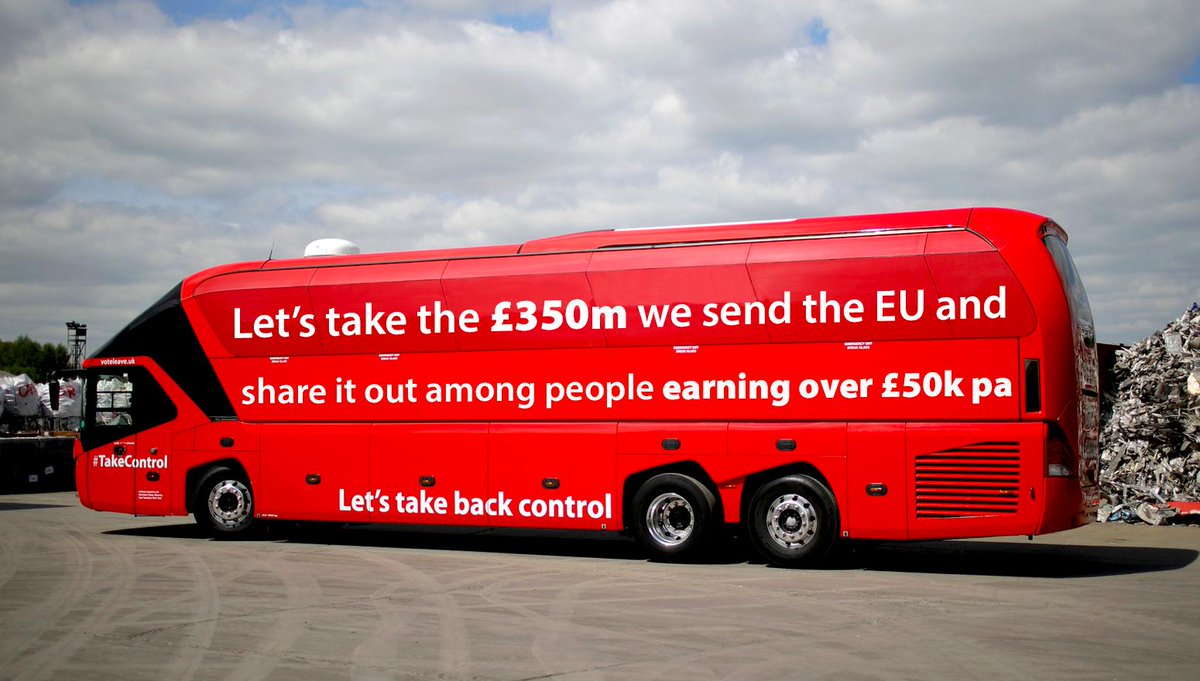 Let's take the £350m we send the EU and
share it out among people earning over £50k pa
voteleave.uk
#TakeControl
Let's take back control